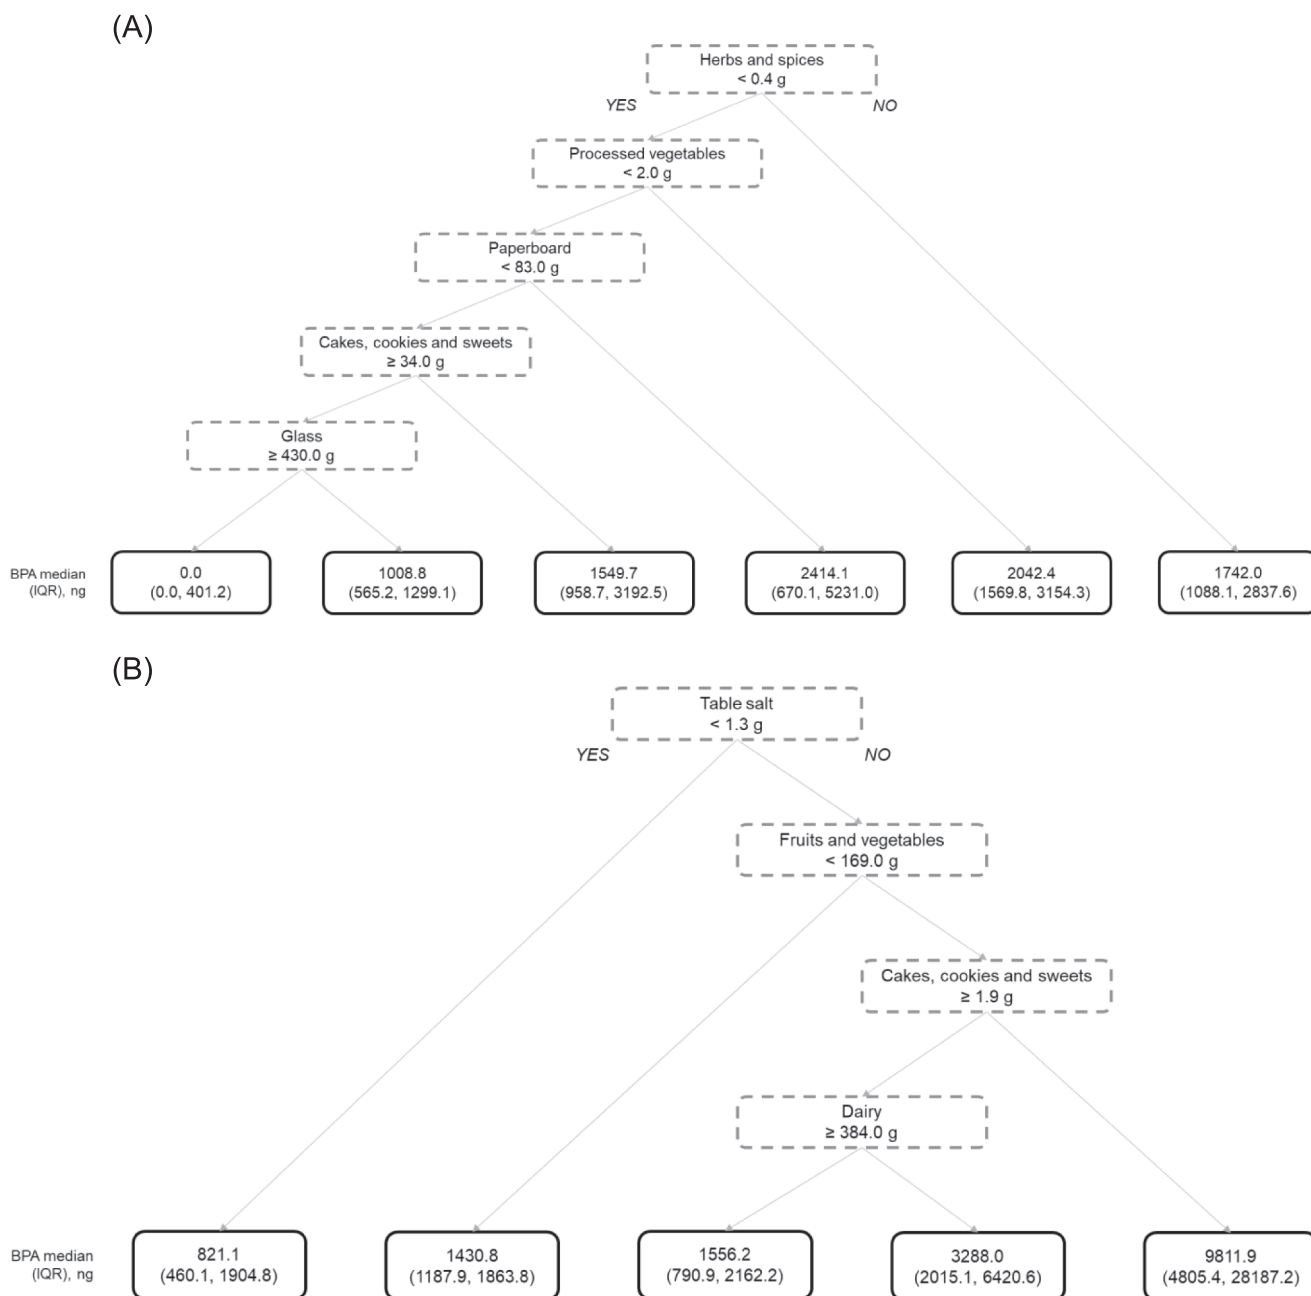 (A)
Herbs and spices
< 0.4 g
YES
NO
Processed vegetables
< 2.0 g
Paperboard
< 83.0 g
Cakes, cookies and sweets
≥ 34.0 g
Glass
≥ 430.0 g
BPA median
(IQR), ng
0.0
(0.0, 401.2)
1008.8
(565.2, 1299.1)
1549.7
(958.7, 3192.5)
2414.1
(670.1, 5231.0)
2042.4
(1569.8, 3154.3)
1742.0
(1088.1, 2837.6)
(B)
Table salt
< 1.3 g
YES
NO
Fruits and vegetables
< 169.0 g
Cakes, cookies and sweets
≥ 1.9 g
Dairy
≥ 384.0 g
BPA median
(IQR), ng
821.1
(460.1, 1904.8)
1430.8
(1187.9, 1863.8)
1556.2
(790.9, 2162.2)
3288.0
(2015.1, 6420.6)
9811.9
(4805.4, 28187.2)